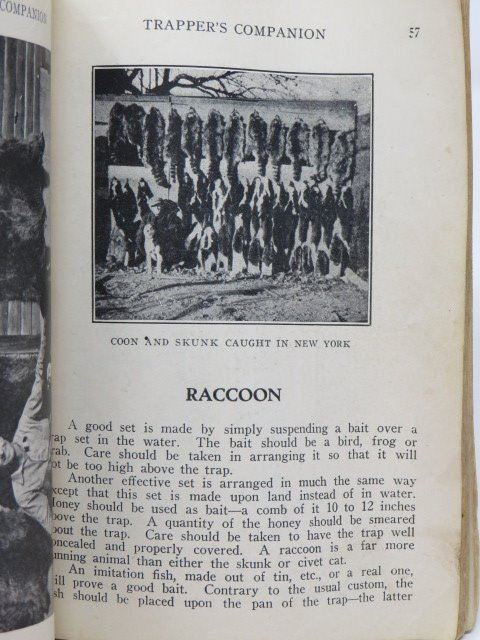 COMPANION
TRAPPER'S COMPANION 57
COON AND SKUNK CAUGHT IN NEW YORK
RACCOON
A good set is made by simply suspending a bait over a
rap set in the water. The bait should be a bird, frog or
rab. Care should be taken in arranging it so that it will
ot be too high above the trap.
Another effective set is arranged in much the same way
xcept that this set is made upon land instead of in water.
Honey should be used as bait—a comb of it 10 to 12 inches
bove the trap. A quantity of the honey should be smeared
bout the trap. Care should be taken to have the trap well
oncealed and properly covered. A raccoon is a far more
unning animal than either the skunk or civet cat.
An imitation fish, made out of tin, etc., or a real one,
ill prove a good bait. Contrary to the usual custom, the
sh should be placed upon the pan of the trap—the latter